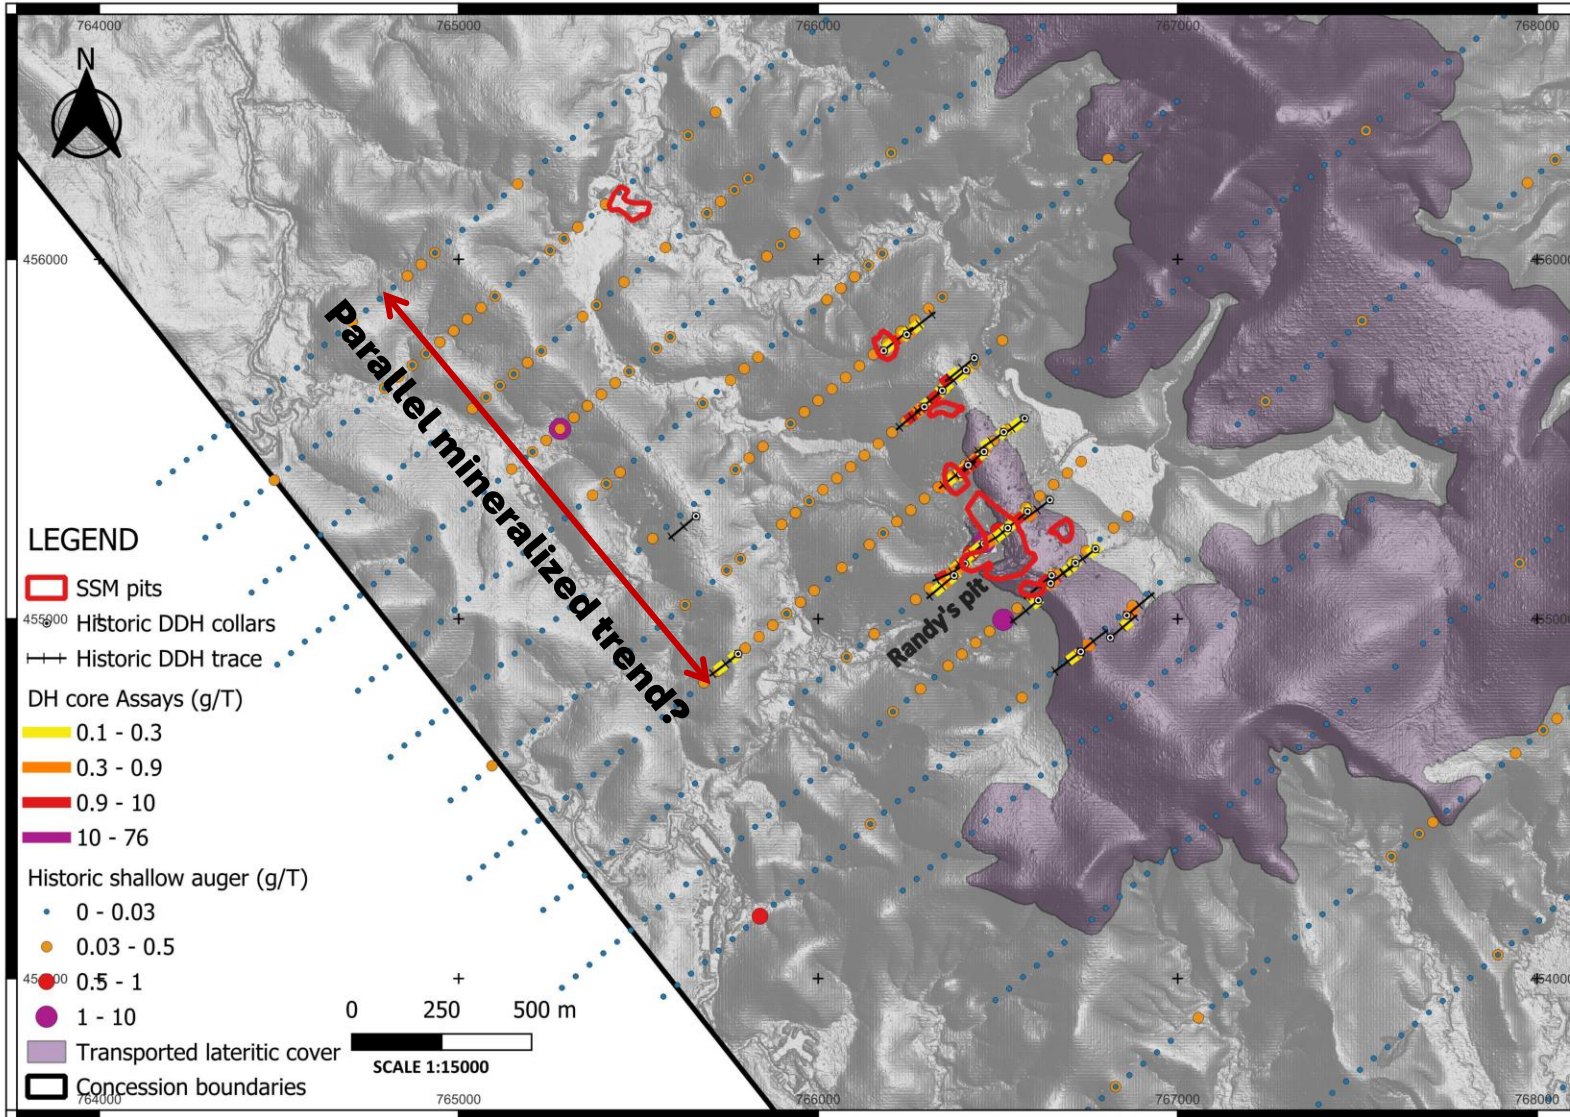 764000 765000 766000 767000 768000
N
456000 456000
Parallel mineralized trend?
Randy's pit
455000 455000
454000 454000
LEGEND
SSM pits
Historic DDH collars
Historic DDH trace
DH core Assays (g/T)
0.1 - 0.3
0.3 - 0.9
0.9 - 10
10 - 76
Historic shallow auger (g/T)
0 - 0.03
0.03 - 0.5
0.5 - 1
1 - 10
Transported lateritic cover
Concession boundaries
0 250 500 m
SCALE 1:15000
764000 765000 766000 767000 768000